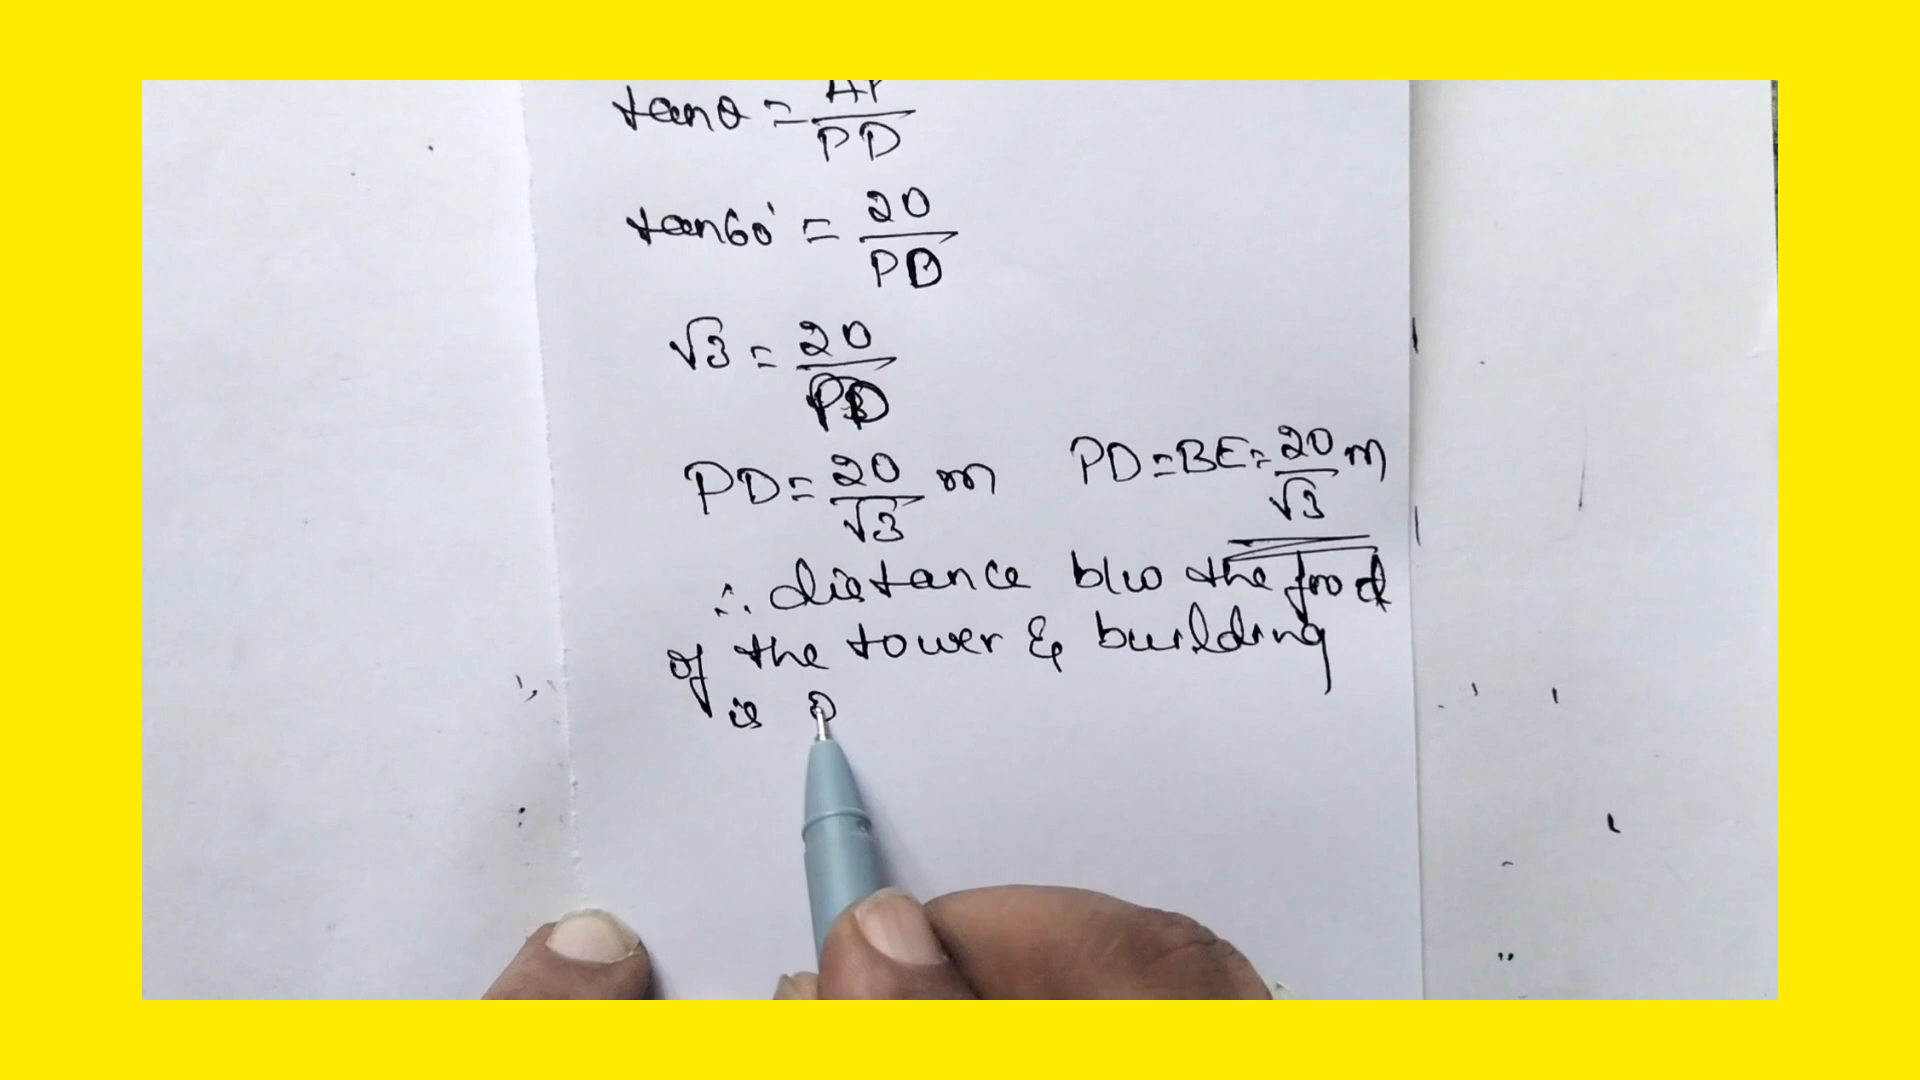 tanθ = AP/PD
tan60° = 20/PD
√3 = 20/PD
PD = 20/√3 m PD = BE = 20/√3 m
∴ distance b/w the foot
of the tower & building
is